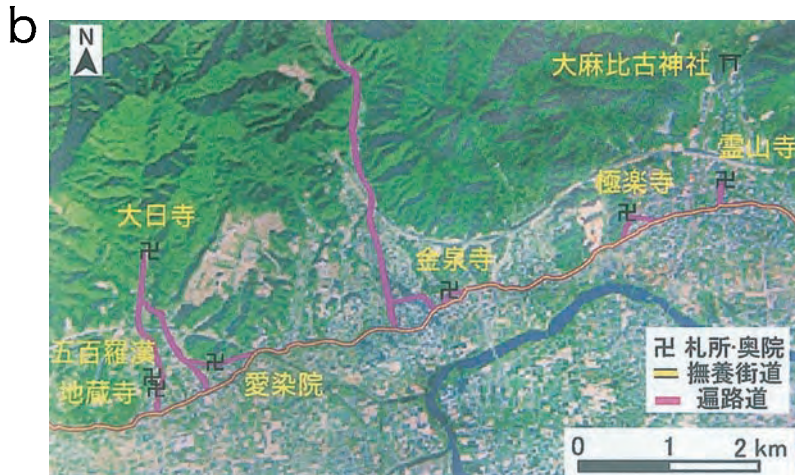 b
N
大麻比古神社
霊山寺
極楽寺
大日寺
金泉寺
五百羅漢
地蔵寺
愛染院
卍 札所・奥院
撫養街道
遍路道
0 1 2 km